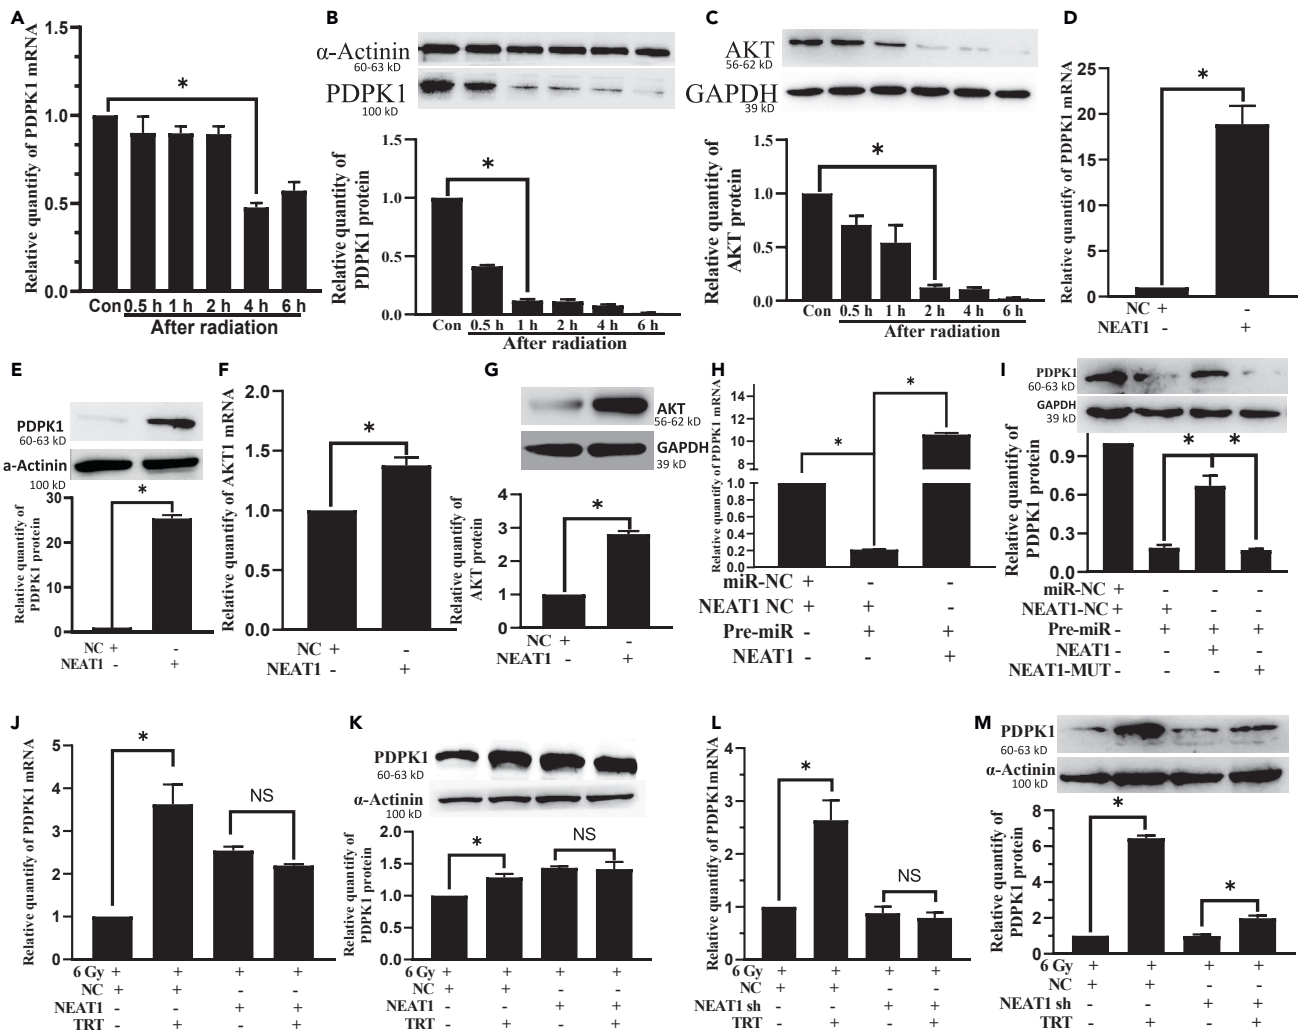 A
Relative quantify of PDPK1 mRNA
1.5
1.0
0.5
0.0
*
Con 0.5 h 1 h 2 h 4 h 6 h
After radiation
B
α-Actinin
60-63 kD
PDPK1
100 kD
Relative quantity of
PDPK1 protein
1.5
1.0
0.5
0.0
*
Con 0.5 h 1 h 2 h 4 h 6 h
After radiation
C
AKT
56-62 kD
GAPDH
39 kD
Relative quantity of
AKT protein
1.5
1.0
0.5
0.0
*
Con 0.5 h 1 h 2 h 4 h 6 h
After radiation
D
Relative quantify of PDPK1 mRNA
25
20
15
10
5
0
*
NC + -
NEAT1 - +
E
PDPK1
60-63 kD
a-Actinin
100 kD
Relative quantify of
PDPK1 protein
30
20
10
0
*
NC + -
NEAT1 - +
F
Relative quantify of AKT1 mRNA
2.0
1.5
1.0
0.5
0.0
*
NC + -
NEAT1 - +
G
AKT
56-62 kD
GAPDH
39 kD
Relative quantify of
AKT protein
4
3
2
1
0
*
NC + -
NEAT1 - +
H
Relative quantify of PDPK1 mRNA
14
12
10
8
1.0
0.8
0.6
0.4
0.2
0.0
* *
miR-NC + - -
NEAT1 NC + + -
Pre-miR - + +
NEAT1 - - +
I
PDPK1
60-63 kD
GAPDH
39 kD
Relative quantify of
PDPK1 protein
0.9
0.6
0.3
0.0
* *
miR-NC + - - -
NEAT1-NC + + - -
Pre-miR - + + +
NEAT1 - - + -
NEAT1-MUT - - - +
J
Relative quantify of PDPK1 mRNA
5
4
3
2
1
0
* NS
6 Gy + + + +
NC + + - -
NEAT1 - - + +
TRT - + - +
K
PDPK1
60-63 kD
α-Actinin
100 kD
Relative quantify of
PDPK1 protein
2.0
1.5
1.0
0.5
0.0
* NS
6 Gy + + + +
NC + + - -
NEAT1 - - + +
TRT - + - +
L
Relative quantify of PDPK1mRNA
4
3
2
1
0
* NS
6 Gy + + + +
NC + + - -
NEAT1 sh - - + +
TRT - + - +
M
PDPK1
60-63 kD
α-Actinin
100 kD
Relative quantify of
PDPK1 protein
8
6
4
2
0
* *
6 Gy + + + +
NC + + - -
NEAT1 sh - - + +
TRT - + - +